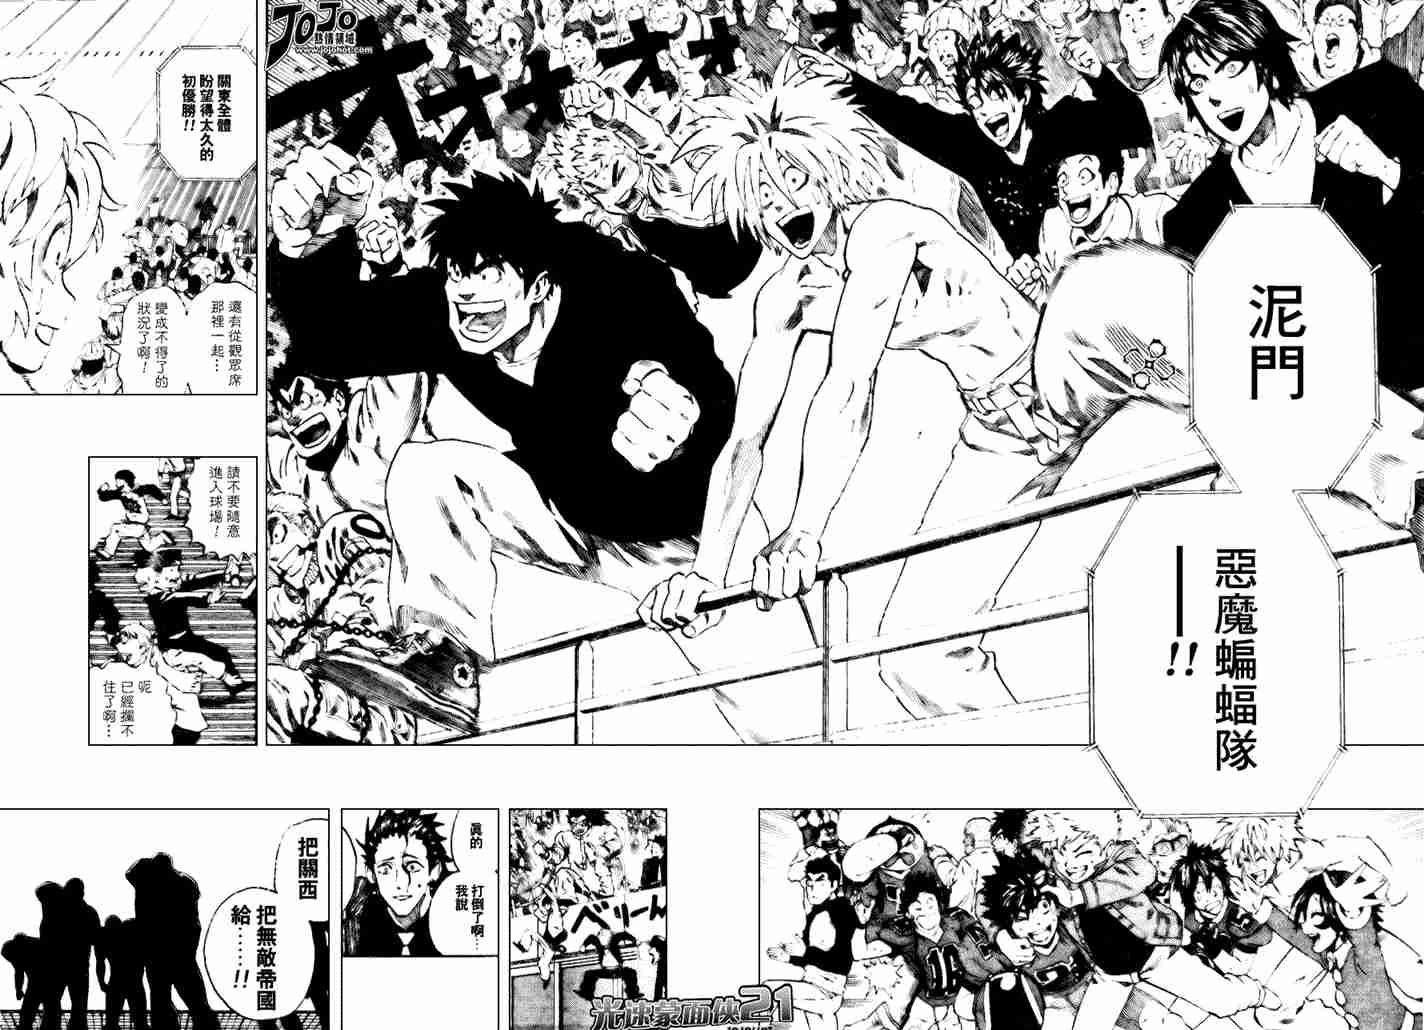 泥門
惡魔蝙蝠隊
——!!
JOJO
熱情領域
www.jojohot.com
オオオオオ
關東全體
盼望得太久的
初優勝!!
還有從觀眾席
那裡一起…
變成不得了的
狀況了啊!
請不要隨意
進入球場!
呃
已經攔不
住了啊…
16
21
べりーん
真的
打倒了啊…
我說
把關西
把無敵帝國
給……!!
光速蒙面俠21